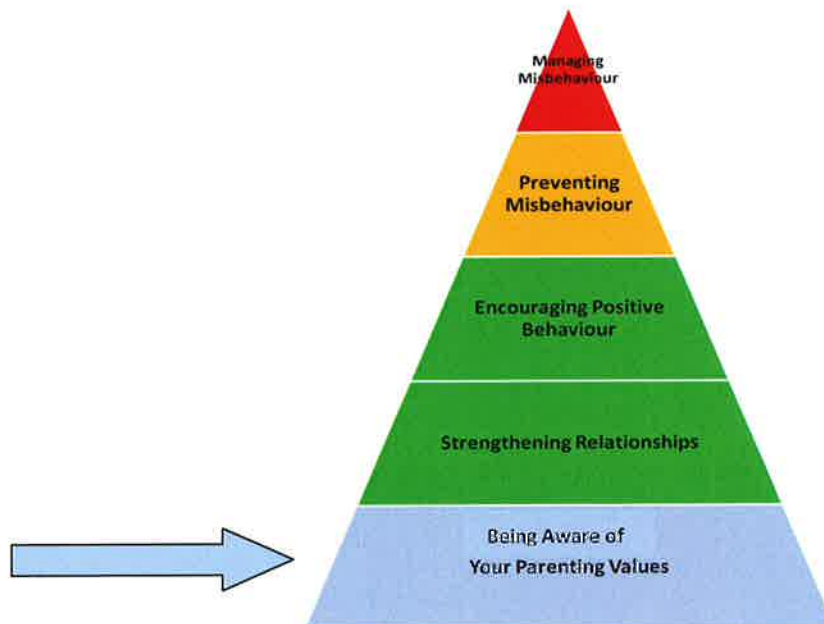 Managing
Misbehaviour
Preventing
Misbehaviour
Encouraging Positive
Behaviour
Strengthening Relationships
Being Aware of
Your Parenting Values